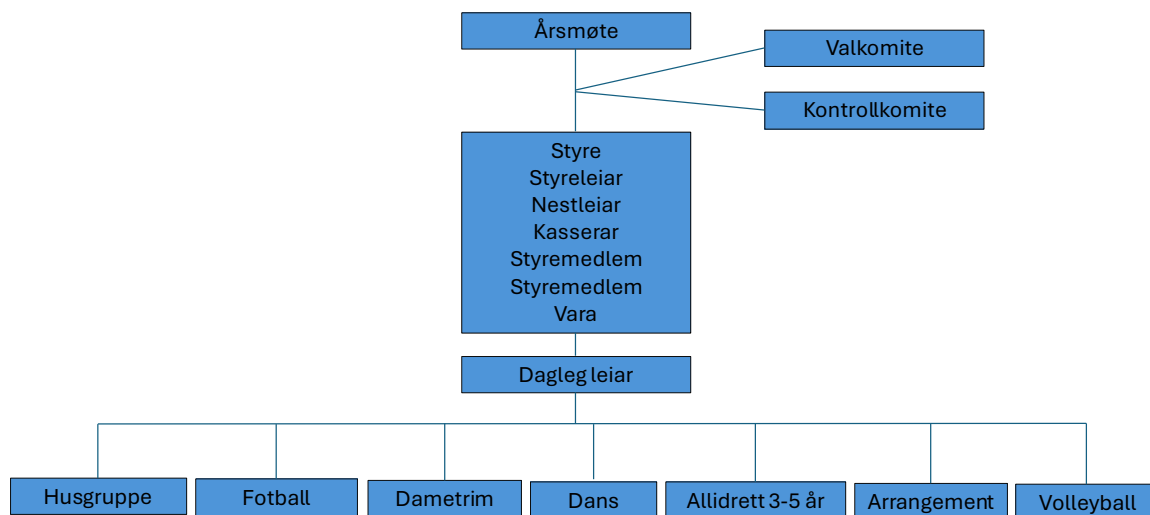 Årsmøte
Valkomite
Kontrollkomite
Styre
Styreleiar
Nestleiar
Kasserar
Styremedlem
Styremedlem
Vara
Dagleg leiar
Husgruppe
Fotball
Dametrim
Dans
Allidrett 3-5 år
Arrangement
Volleyball